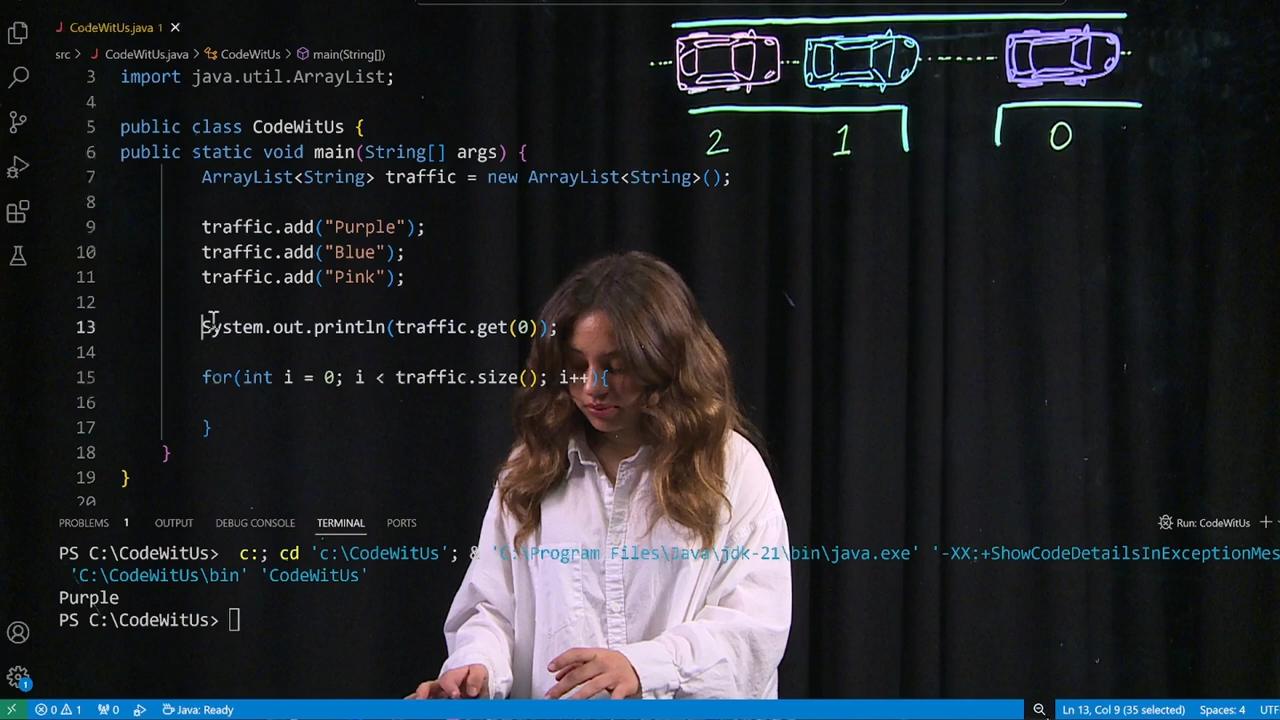 CodeWitUs.java 1
src > CodeWitUs.java > CodeWitUs > main(String[])
3 import java.util.ArrayList;
4
5 public class CodeWitUs {
6 public static void main(String[] args) {
7 ArrayList<String> traffic = new ArrayList<String>();
8
9 traffic.add("Purple");
10 traffic.add("Blue");
11 traffic.add("Pink");
12
13 System.out.println(traffic.get(0));
14
15 for(int i = 0; i < traffic.size(); i++){
16
17 }
18 }
19 }
20
2 1 0
PROBLEMS 1 OUTPUT DEBUG CONSOLE TERMINAL PORTS
Run: CodeWitUs
PS C:\CodeWitUs> c:; cd 'c:\CodeWitUs'; & 'C:\Program Files\Java\jdk-21\bin\java.exe' '-XX:+ShowCodeDetailsInExceptionMes
'C:\CodeWitUs\bin' 'CodeWitUs'
Purple
PS C:\CodeWitUs>
1
0 1 0 Java: Ready
Ln 13, Col 9 (35 selected) Spaces: 4 UTF